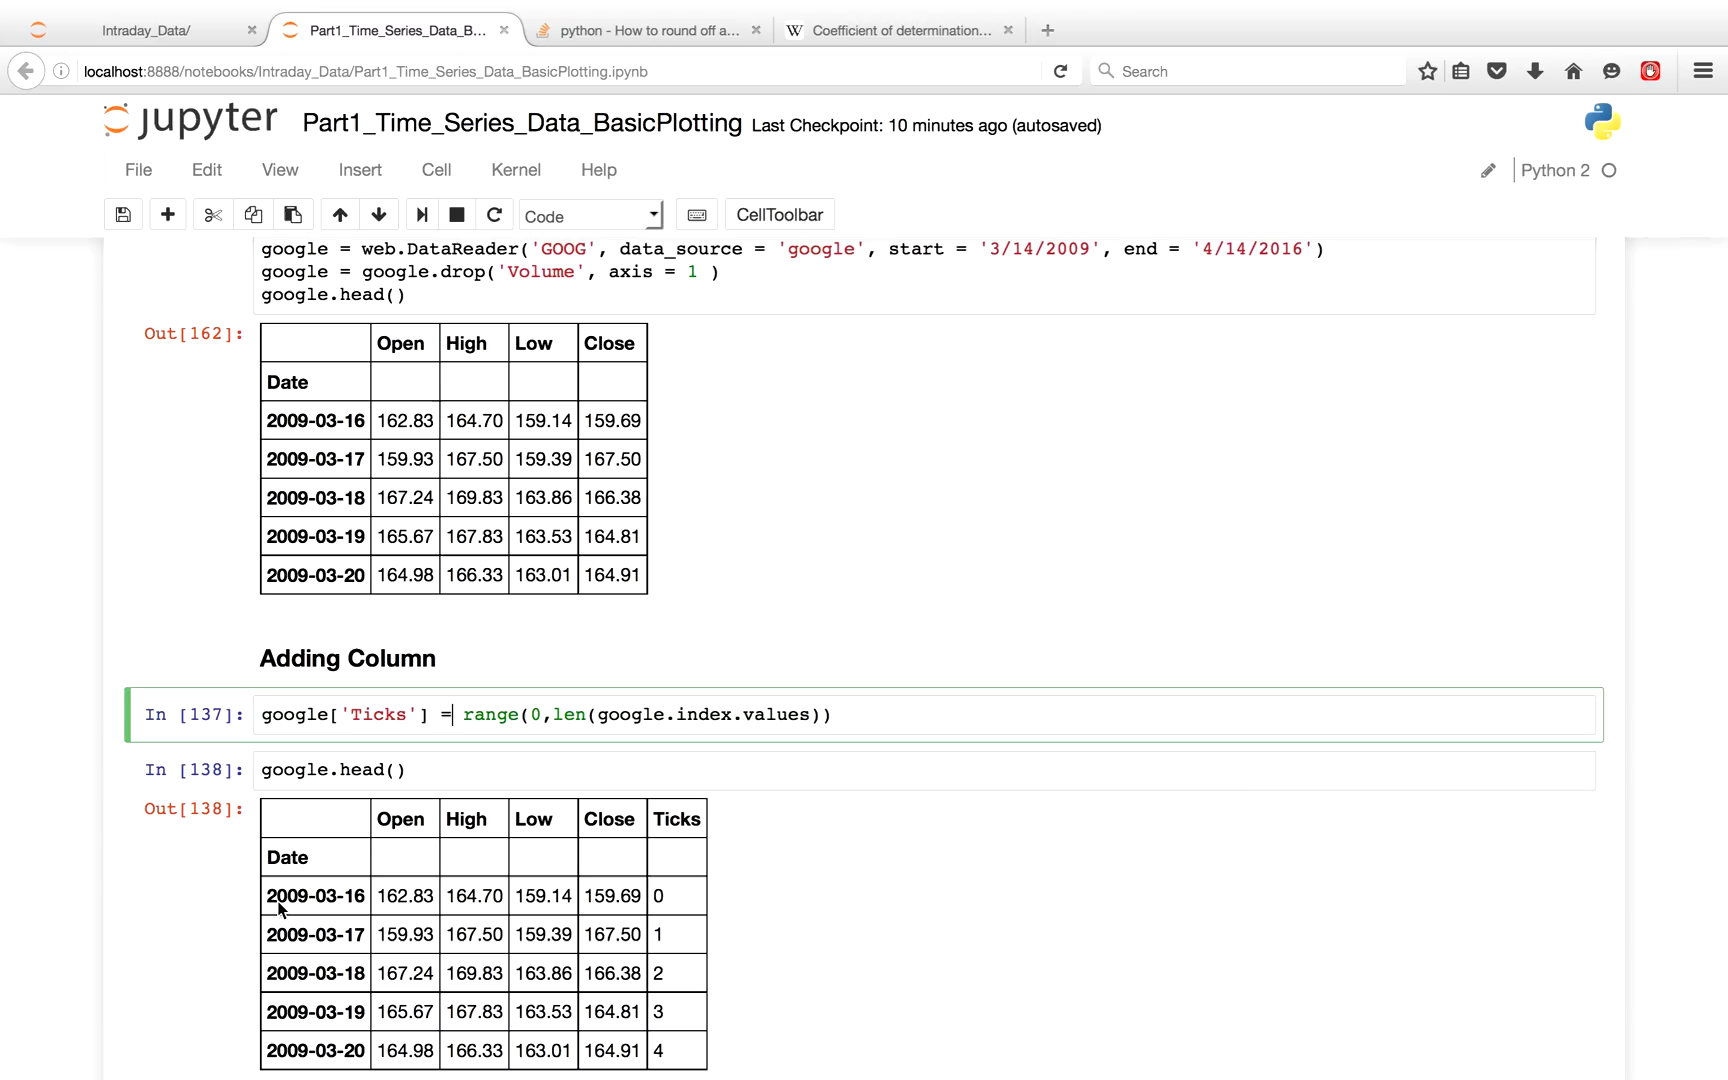 Intraday_Data/ Part1_Time_Series_Data_B... python - How to round off a... W Coefficient of determination...
localhost:8888/notebooks/Intraday_Data/Part1_Time_Series_Data_BasicPlotting.ipynb Search
jupyter Part1_Time_Series_Data_BasicPlotting Last Checkpoint: 10 minutes ago (autosaved)
File Edit View Insert Cell Kernel Help Python 2
Code CellToolbar
google = web.DataReader('GOOG', data_source = 'google', start = '3/14/2009', end = '4/14/2016')
google = google.drop('Volume', axis = 1 )
google.head()
Out[162]:
Open High Low Close
Date
2009-03-16 162.83 164.70 159.14 159.69
2009-03-17 159.93 167.50 159.39 167.50
2009-03-18 167.24 169.83 163.86 166.38
2009-03-19 165.67 167.83 163.53 164.81
2009-03-20 164.98 166.33 163.01 164.91
Adding Column
In [137]: google['Ticks'] = range(0,len(google.index.values))
In [138]: google.head()
Out[138]:
Open High Low Close Ticks
Date
2009-03-16 162.83 164.70 159.14 159.69 0
2009-03-17 159.93 167.50 159.39 167.50 1
2009-03-18 167.24 169.83 163.86 166.38 2
2009-03-19 165.67 167.83 163.53 164.81 3
2009-03-20 164.98 166.33 163.01 164.91 4